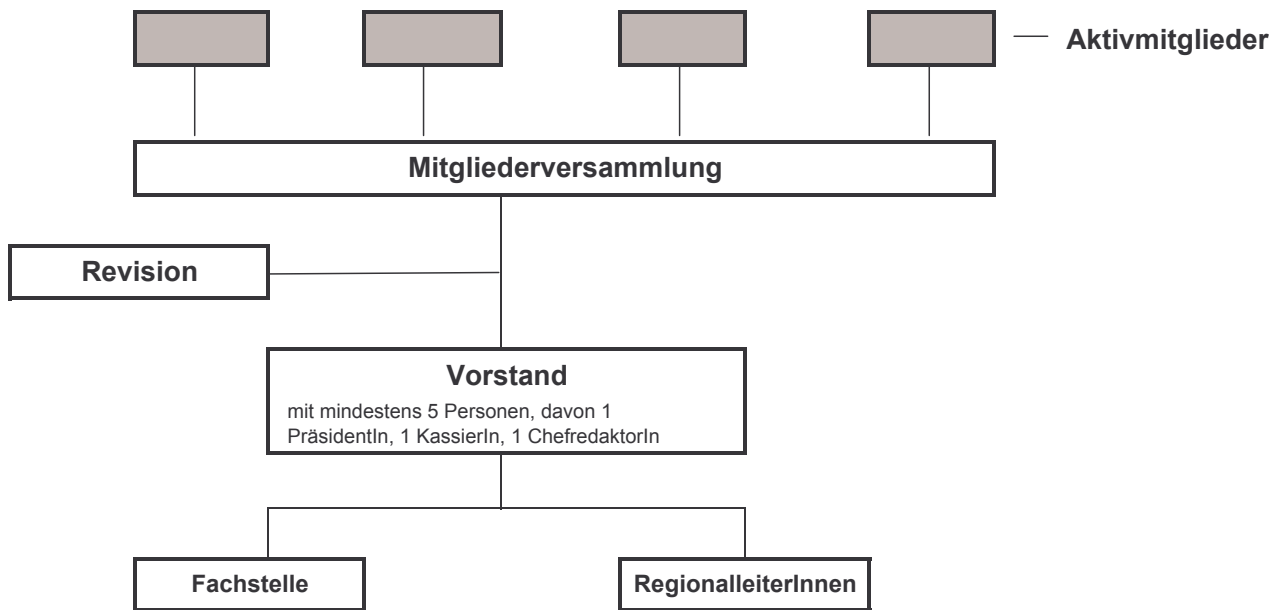 Aktivmitglieder
Mitgliederversammlung
Revision
Vorstand
mit mindestens 5 Personen, davon 1
PräsidentIn, 1 KassierIn, 1 ChefredaktorIn
Fachstelle
RegionalleiterInnen